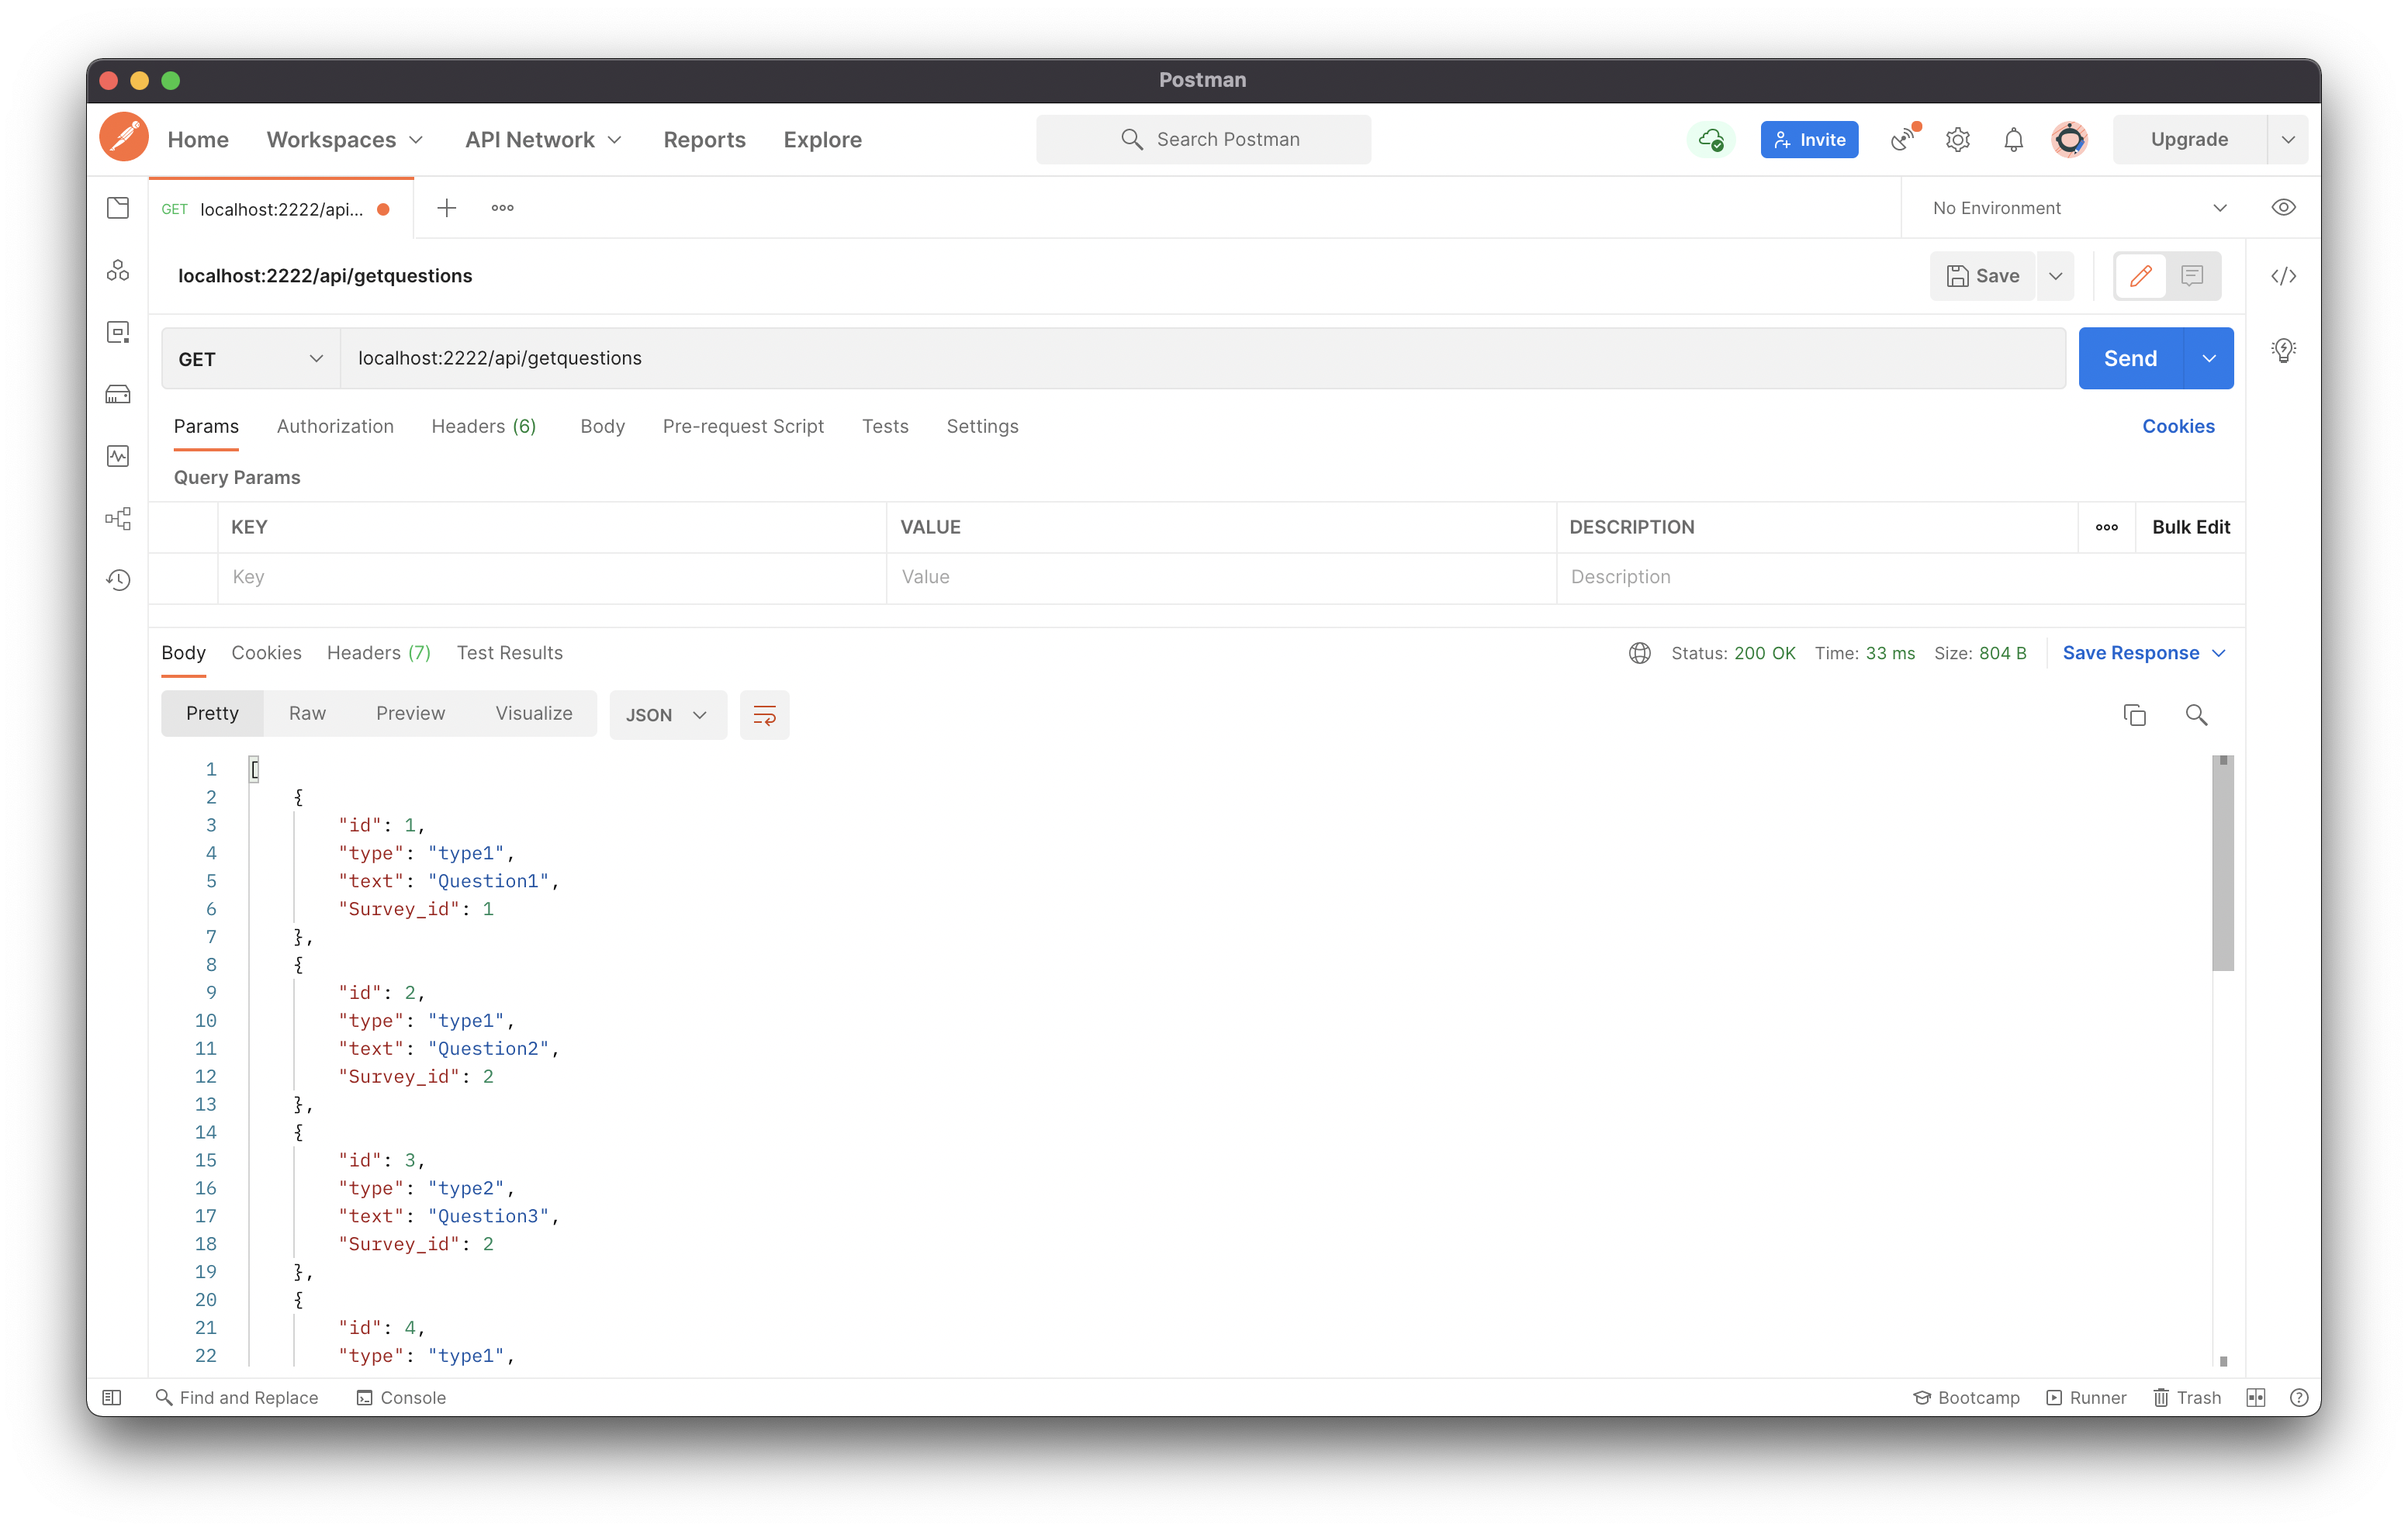 Postman
Home Workspaces API Network Reports Explore Search Postman Invite Upgrade
GET localhost:2222/api... No Environment
localhost:2222/api/getquestions Save
GET localhost:2222/api/getquestions Send
Params Authorization Headers (6) Body Pre-request Script Tests Settings Cookies
Query Params
KEY VALUE DESCRIPTION Bulk Edit
Key Value Description
Body Cookies Headers (7) Test Results Status: 200 OK Time: 33 ms Size: 804 B Save Response
Pretty Raw Preview Visualize JSON
1 [
2 {
3 "id": 1,
4 "type": "type1",
5 "text": "Question1",
6 "Survey_id": 1
7 },
8 {
9 "id": 2,
10 "type": "type1",
11 "text": "Question2",
12 "Survey_id": 2
13 },
14 {
15 "id": 3,
16 "type": "type2",
17 "text": "Question3",
18 "Survey_id": 2
19 },
20 {
21 "id": 4,
22 "type": "type1",
Find and Replace Console Bootcamp Runner Trash